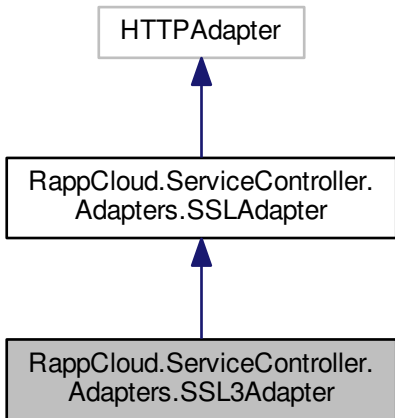 HTTPAdapter
RappCloud.ServiceController.
Adapters.SSLAdapter
RappCloud.ServiceController.
Adapters.SSL3Adapter